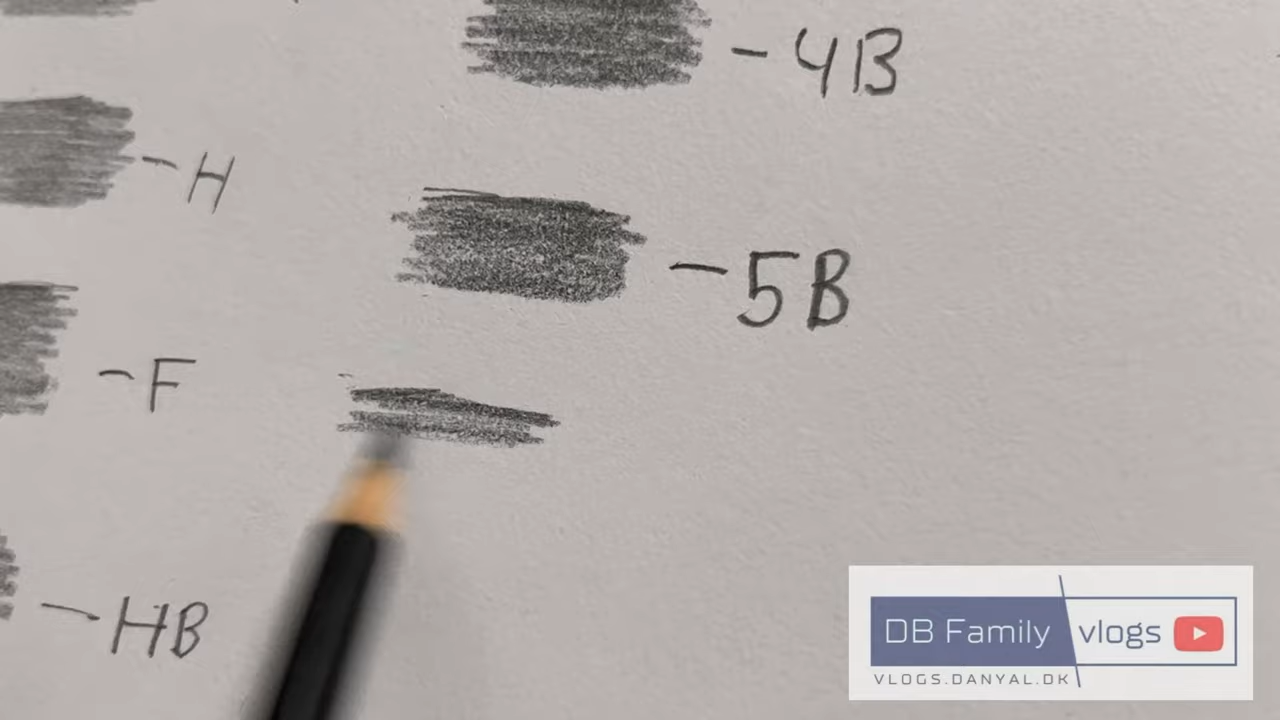 - 4B
- H
- 5B
- F
- HB
DB Family vlogs
VLOGS.DANYAL.DK